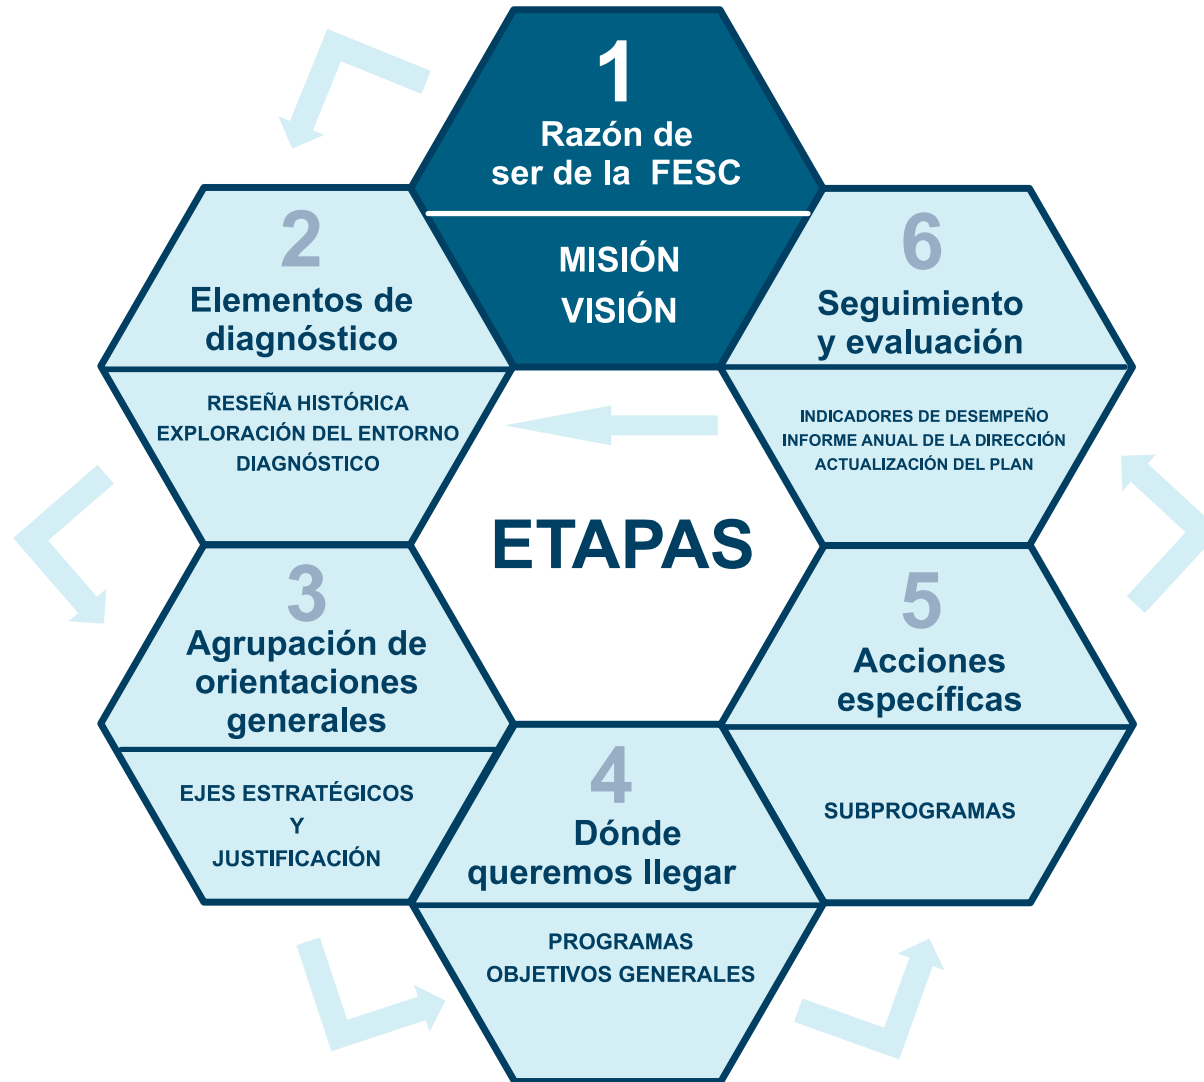 1
Razón de
ser de la FESC
MISIÓN
VISIÓN
2
Elementos de
diagnóstico
RESEÑA HISTÓRICA
EXPLORACIÓN DEL ENTORNO
DIAGNÓSTICO
3
Agrupación de
orientaciones
generales
EJES ESTRATÉGICOS
Y
JUSTIFICACIÓN
4
Dónde
queremos llegar
PROGRAMAS
OBJETIVOS GENERALES
5
Acciones
específicas
SUBPROGRAMAS
6
Seguimiento
y evaluación
INDICADORES DE DESEMPEÑO
INFORME ANUAL DE LA DIRECCIÓN
ACTUALIZACIÓN DEL PLAN
ETAPAS